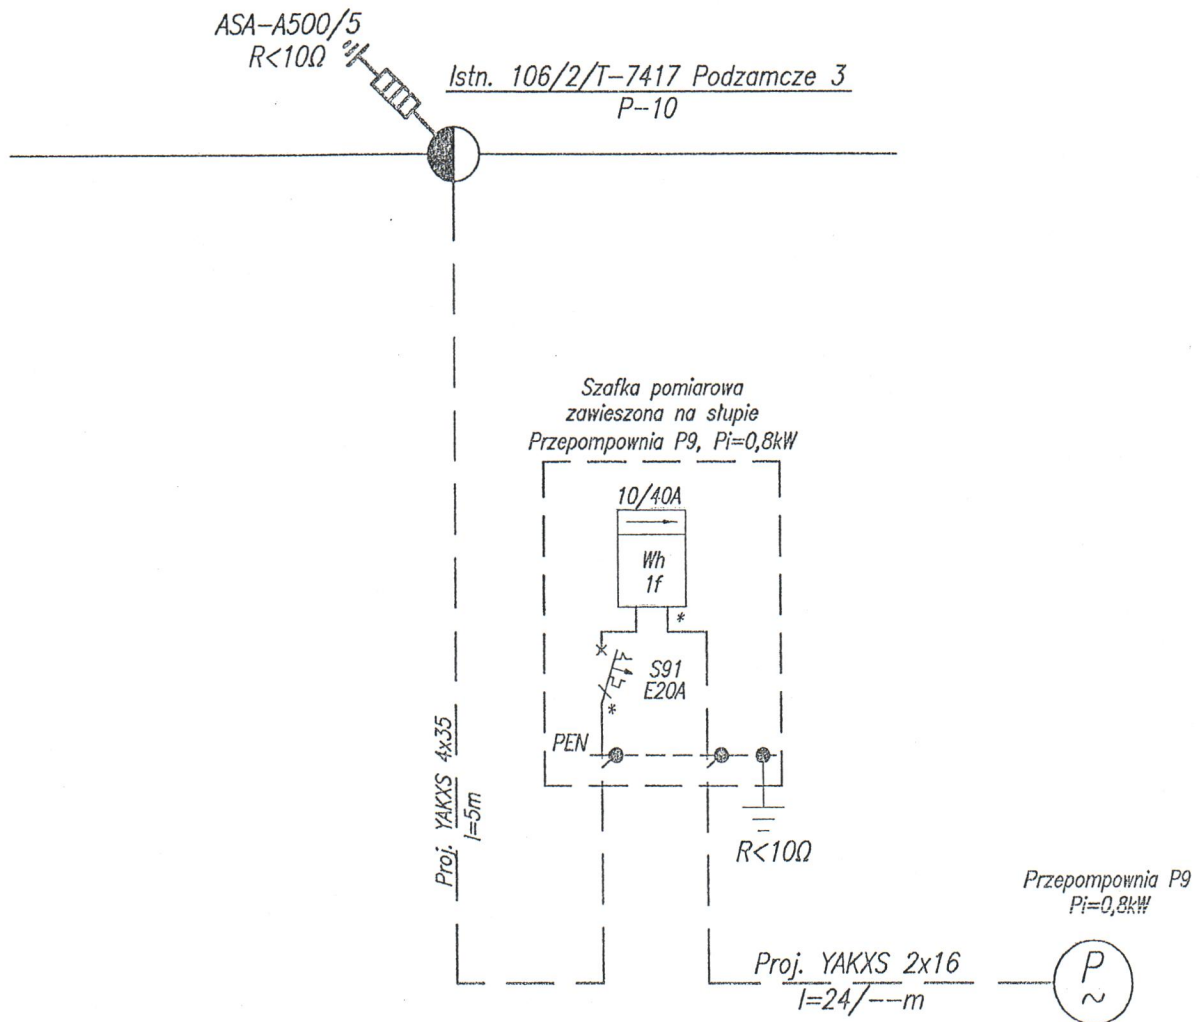 ASA-A500/5
R<10Ω
Istn. 106/2/T-7417 Podzamcze 3
P-10
Szafka pomiarowa
zawieszona na słupie
Przepompownia P9, Pi=0,8kW
10/40A
Wh
1f
*
S91
E20A
*
PEN
R<10Ω
Proj. YAKXS 4x35
l=5m
Przepompownia P9
Pi=0,8kW
Proj. YAKXS 2x16
l=24/--m
P
~